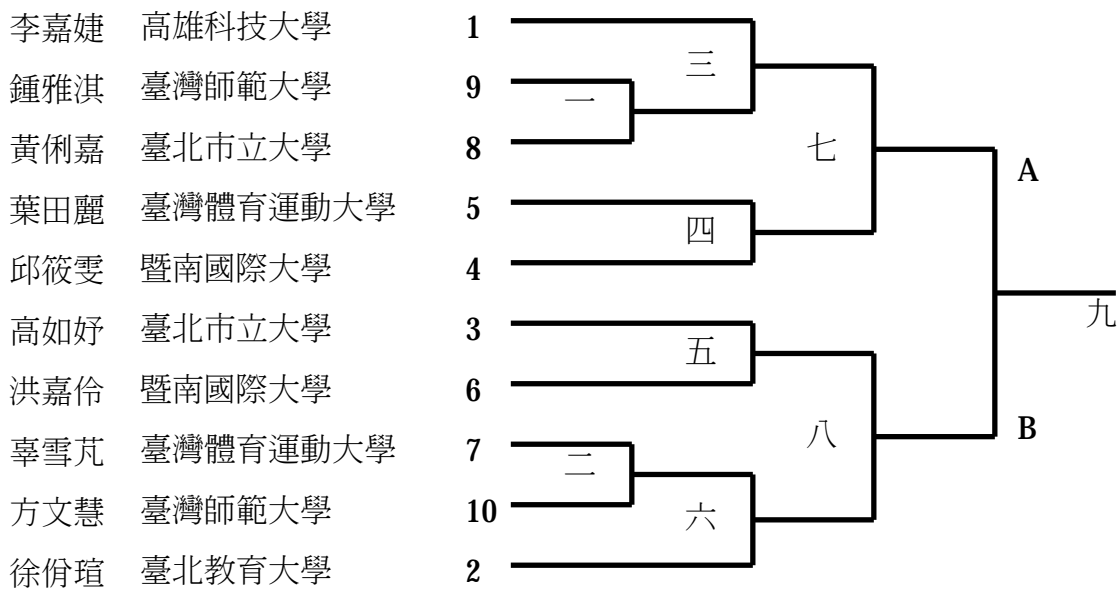 李嘉婕 高雄科技大學 1
三
鍾雅淇 臺灣師範大學 9
一
黃俐嘉 臺北市立大學 8
七
A
葉田麗 臺灣體育運動大學 5
四
邱筱雯 暨南國際大學 4
九
高如妤 臺北市立大學 3
五
洪嘉伶 暨南國際大學 6
八
B
辜雪芃 臺灣體育運動大學 7
二
方文慧 臺灣師範大學 10
六
徐佾瑄 臺北教育大學 2